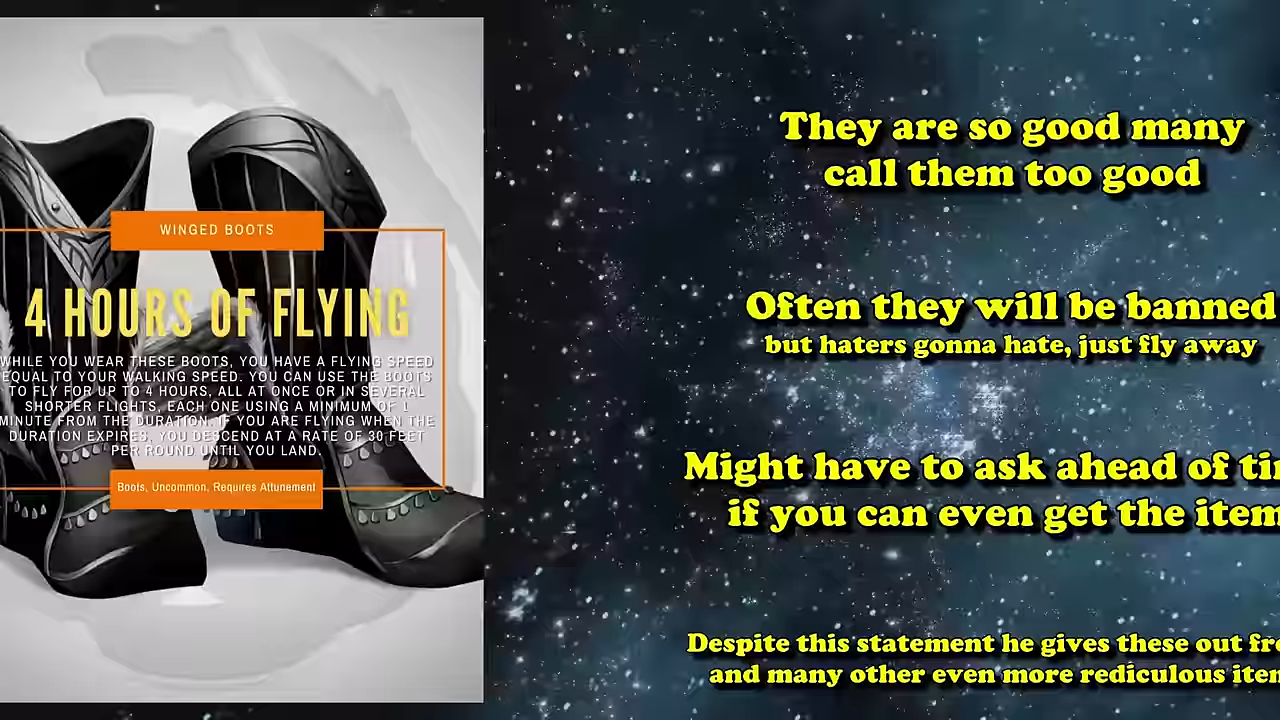 WINGED BOOTS
4 HOURS OF FLYING
WHILE YOU WEAR THESE BOOTS, YOU HAVE A FLYING SPEED
EQUAL TO YOUR WALKING SPEED. YOU CAN USE THE BOOTS
TO FLY FOR UP TO 4 HOURS, ALL AT ONCE OR IN SEVERAL
SHORTER FLIGHTS, EACH ONE USING A MINIMUM OF 1
MINUTE FROM THE DURATION. IF YOU ARE FLYING WHEN THE
DURATION EXPIRES, YOU DESCEND AT A RATE OF 30 FEET
PER ROUND UNTIL YOU LAND.
Boots, Uncommon, Requires Attunement
They are so good many
call them too good
Often they will be banned
but haters gonna hate, just fly away
Might have to ask ahead of
if you can even get the item
Despite this statement he gives these out
and many other even more rediculous